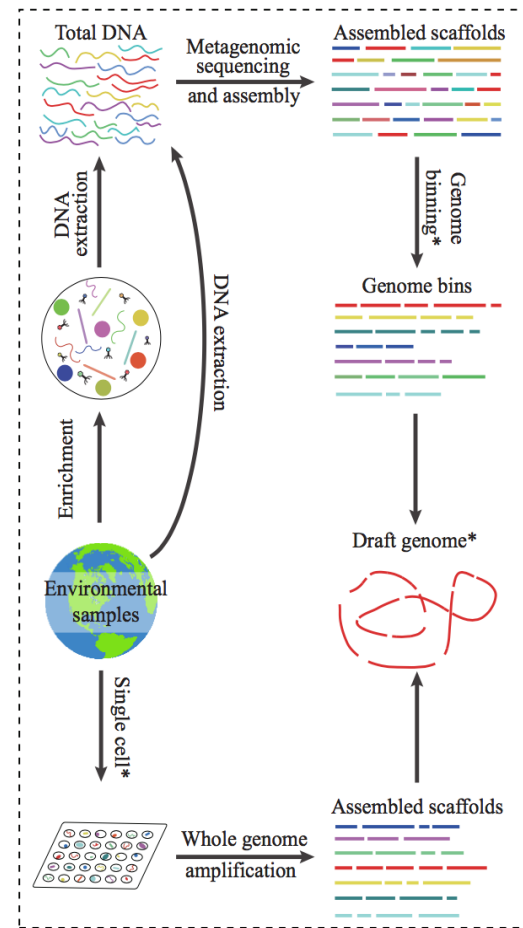 Total DNA
Metagenomic
sequencing
and assembly
Assembled scaffolds
DNA
extraction
DNA extraction
Genome
binning*
Genome bins
Enrichment
Draft genome*
Environmental
samples
Single cell*
Whole genome
amplification
Assembled scaffolds